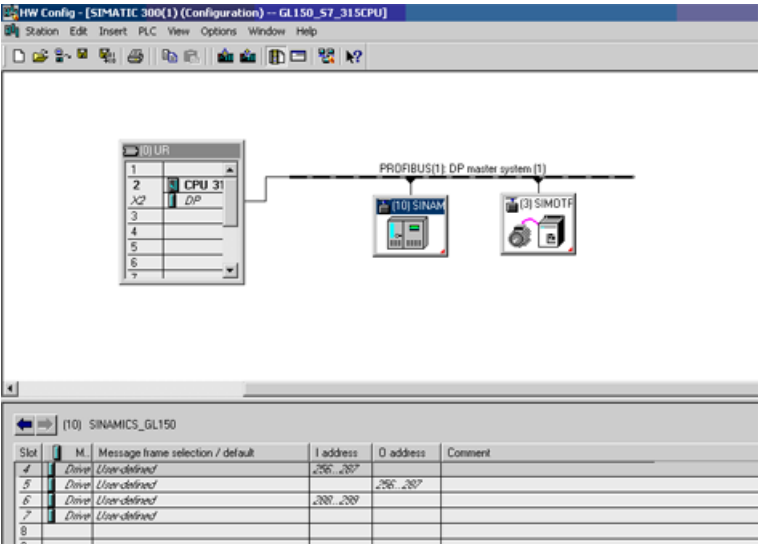 HW Config - [SIMATIC 300(1) (Configuration) -- GL150_S7_315CPU]
Station Edit Insert PLC View Options Window Help
(0) UR
1
2 CPU 31
X2 DP
3
4
5
6
7
PROFIBUS(1): DP master system (1)
(10) SINAM
(3) SIMOTF
(10) SINAMICS_GL150
Slot M... Message frame selection / default I address O address Comment
4 Drive User-defined 256...287
5 Drive User-defined 256...287
6 Drive User-defined 288...289
7 Drive User-defined
8